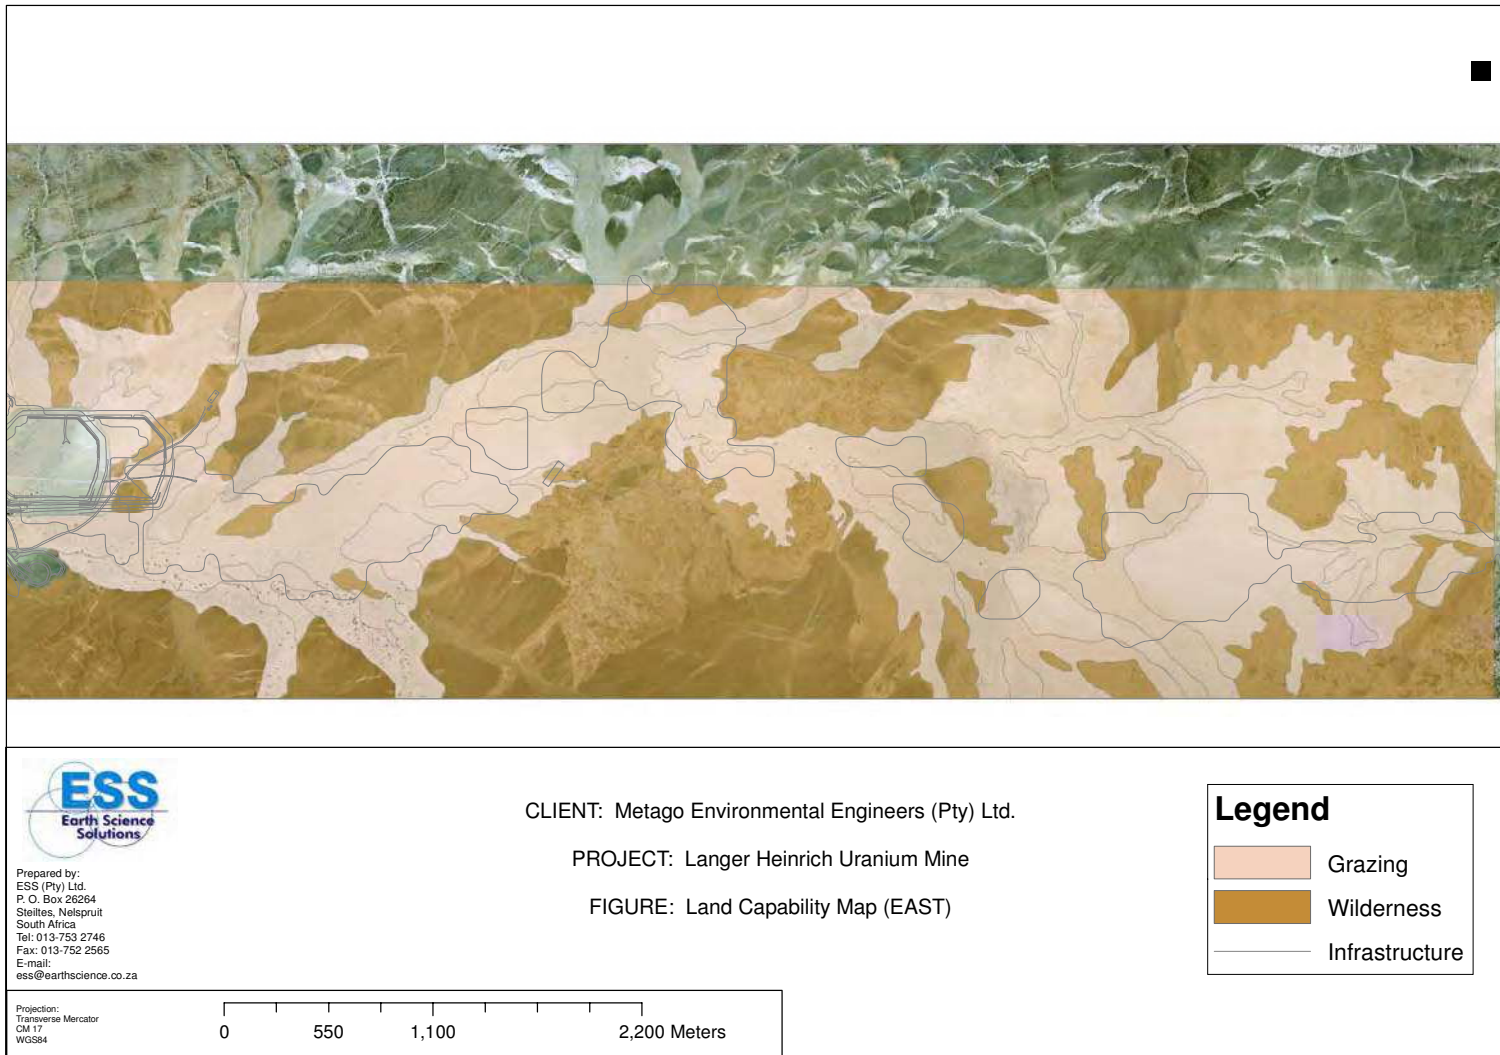 ESS
Earth Science
Solutions
Prepared by:
ESS (Pty) Ltd.
P. O. Box 26264
Steiltes, Nelspruit
South Africa
Tel: 013-753 2746
Fax: 013-752 2565
E-mail:
ess@earthscience.co.za
CLIENT: Metago Environmental Engineers (Pty) Ltd.
PROJECT: Langer Heinrich Uranium Mine
FIGURE: Land Capability Map (EAST)
Legend
Grazing
Wilderness
Infrastructure
Projection:
Transverse Mercator
CM 17
WGS84
0 550 1,100 2,200 Meters